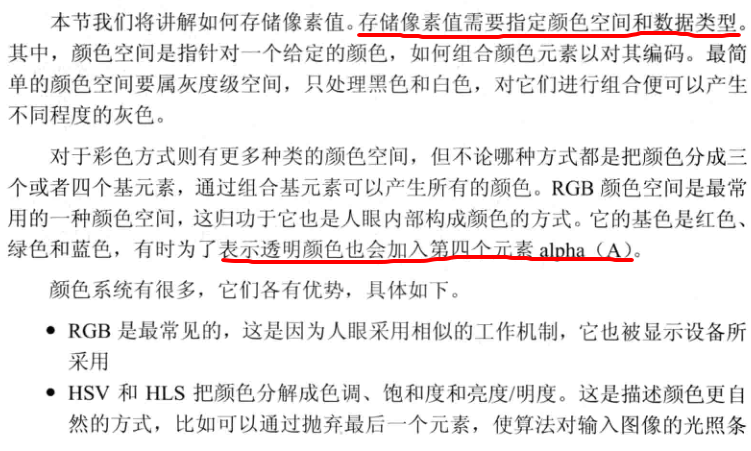 本节我们将讲解如何存储像素值。存储像素值需要指定颜色空间和数据类型。
其中，颜色空间是指针对一个给定的颜色，如何组合颜色元素以对其编码。最简
单的颜色空间要属灰度级空间，只处理黑色和白色，对它们进行组合便可以产生
不同程度的灰色。
对于彩色方式则有更多种类的颜色空间，但不论哪种方式都是把颜色分成三
个或者四个基元素，通过组合基元素可以产生所有的颜色。RGB 颜色空间是最常
用的一种颜色空间，这归功于它也是人眼内部构成颜色的方式。它的基色是红色、
绿色和蓝色，有时为了表示透明颜色也会加入第四个元素 alpha（A）。
颜色系统有很多，它们各有优势，具体如下。
● RGB 是最常见的，这是因为人眼采用相似的工作机制，它也被显示设备所
采用
● HSV 和 HLS 把颜色分解成色调、饱和度和亮度/明度。这是描述颜色更自
然的方式，比如可以通过抛弃最后一个元素，使算法对输入图像的光照条